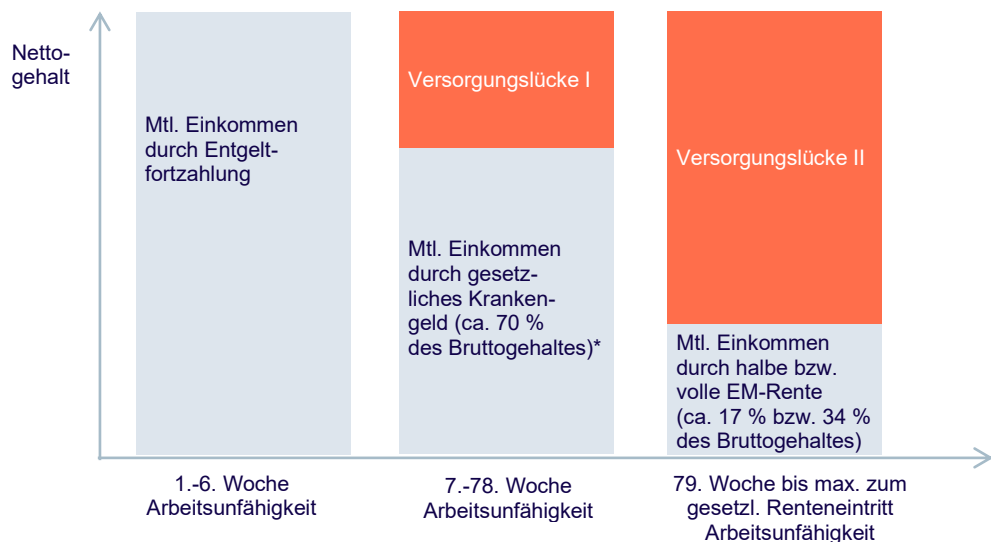 Netto-
gehalt
Mtl. Einkommen
durch Entgelt-
fortzahlung
Versorgungslücke I
Mtl. Einkommen
durch gesetz-
liches Kranken-
geld (ca. 70 %
des Bruttogehaltes)*
Versorgungslücke II
Mtl. Einkommen
durch halbe bzw.
volle EM-Rente
(ca. 17 % bzw. 34 %
des Bruttogehaltes)
1.-6. Woche
Arbeitsunfähigkeit
7.-78. Woche
Arbeitsunfähigkeit
79. Woche bis max. zum
gesetzl. Renteneintritt
Arbeitsunfähigkeit